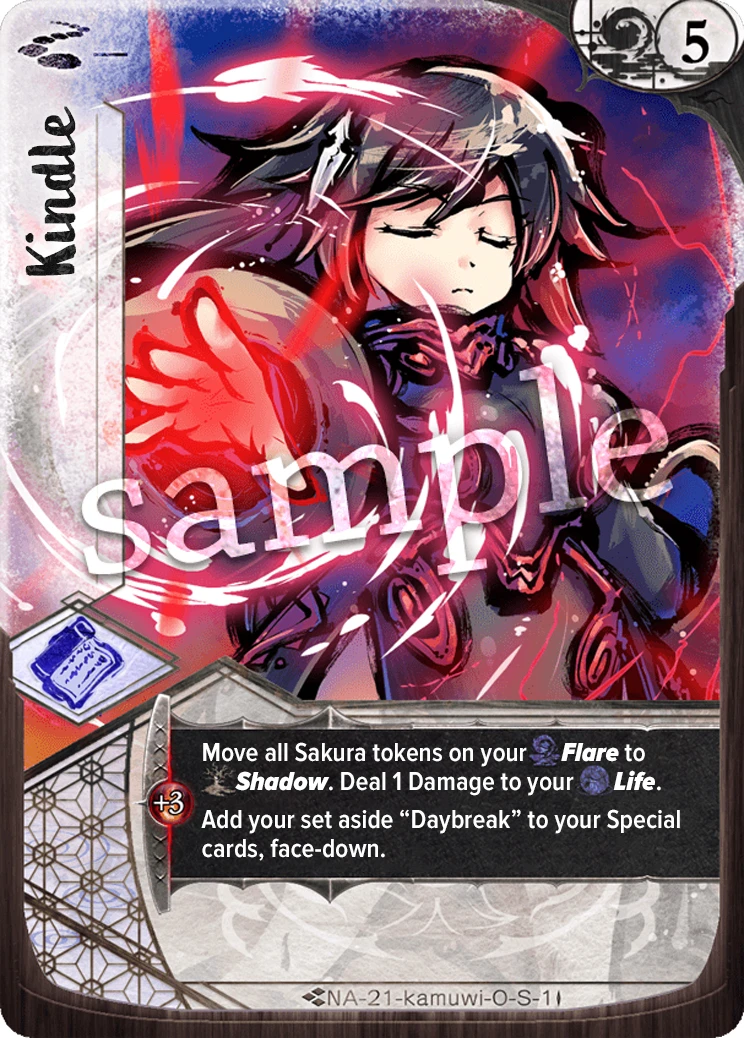 5
Kindle
sample
Move all Sakura tokens on your Flare to
Shadow. Deal 1 Damage to your Life.
+3
Add your set aside “Daybreak” to your Special
cards, face-down.
NA-21-kamuwi-O-S-1